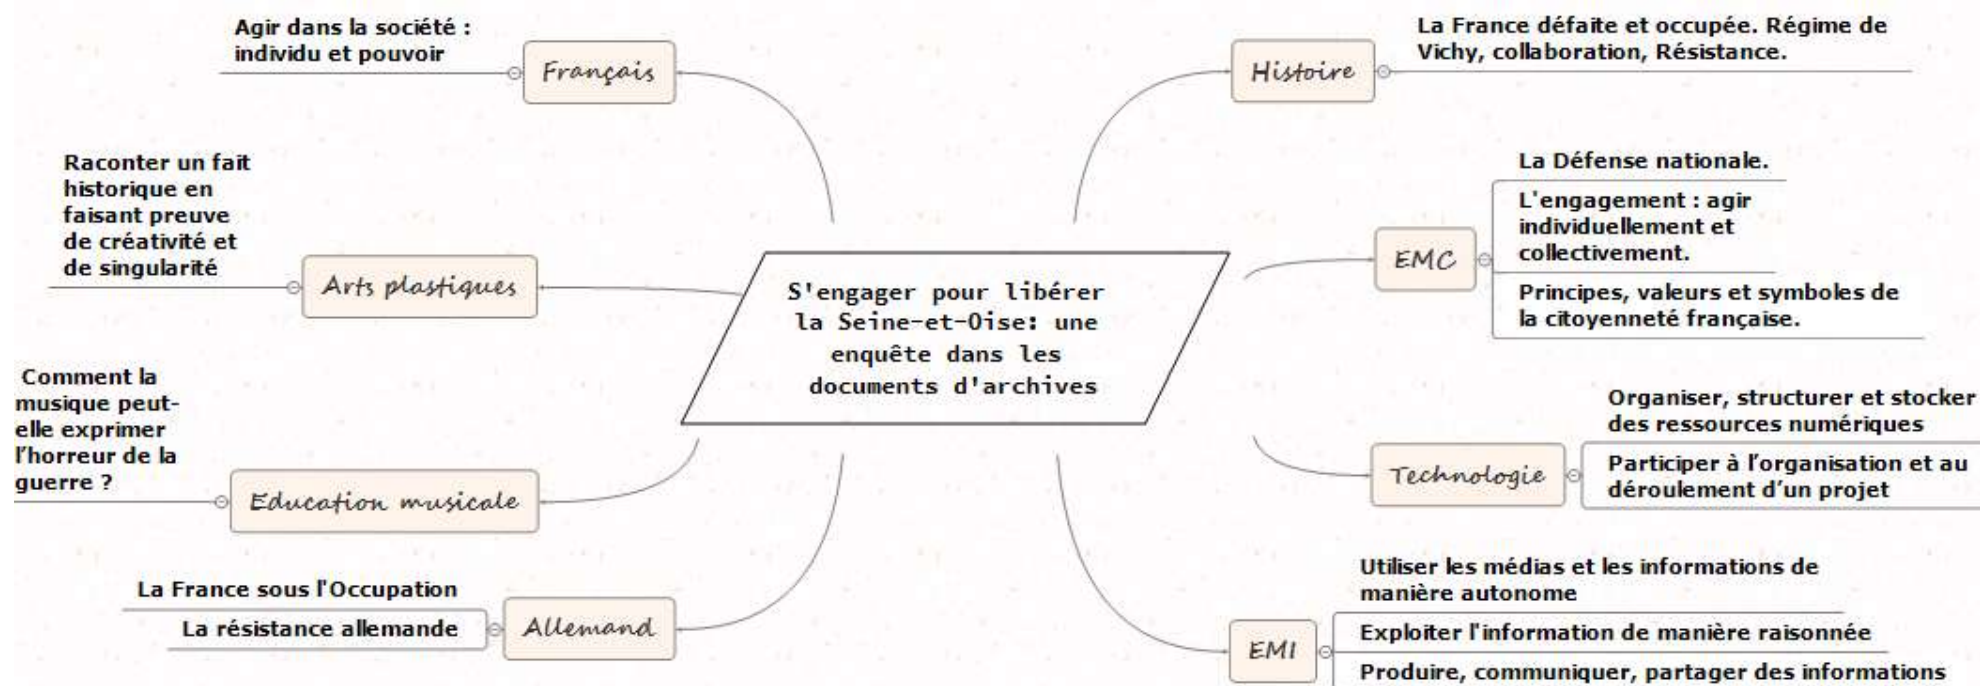 Agir dans la société :
individu et pouvoir
Français
Raconter un fait
historique en
faisant preuve
de créativité et
de singularité
Arts plastiques
Comment la
musique peut-
elle exprimer
l'horreur de la
guerre ?
Education musicale
La France sous l'Occupation
La résistance allemande
Allemand
S'engager pour libérer
la Seine-et-Oise: une
enquête dans les
documents d'archives
Histoire
La France défaite et occupée. Régime de
Vichy, collaboration, Résistance.
EMC
La Défense nationale.
L'engagement : agir
individuellement et
collectivement.
Principes, valeurs et symboles de
la citoyenneté française.
Technologie
Organiser, structurer et stocker
des ressources numériques
Participer à l’organisation et au
déroulement d’un projet
EMI
Utiliser les médias et les informations de
manière autonome
Exploiter l'information de manière raisonnée
Produire, communiquer, partager des informations